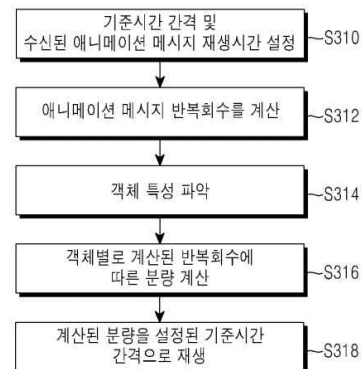 기준시간 간격 및
수신된 애니메이션 메시지 재생시간 설정
S310
애니메이션 메시지 반복회수를 계산
S312
객체 특성 파악
S314
객체별로 계산된 반복회수에
따른 분량 계산
S316
계산된 분량을 설정된 기준시간
간격으로 재생
S318